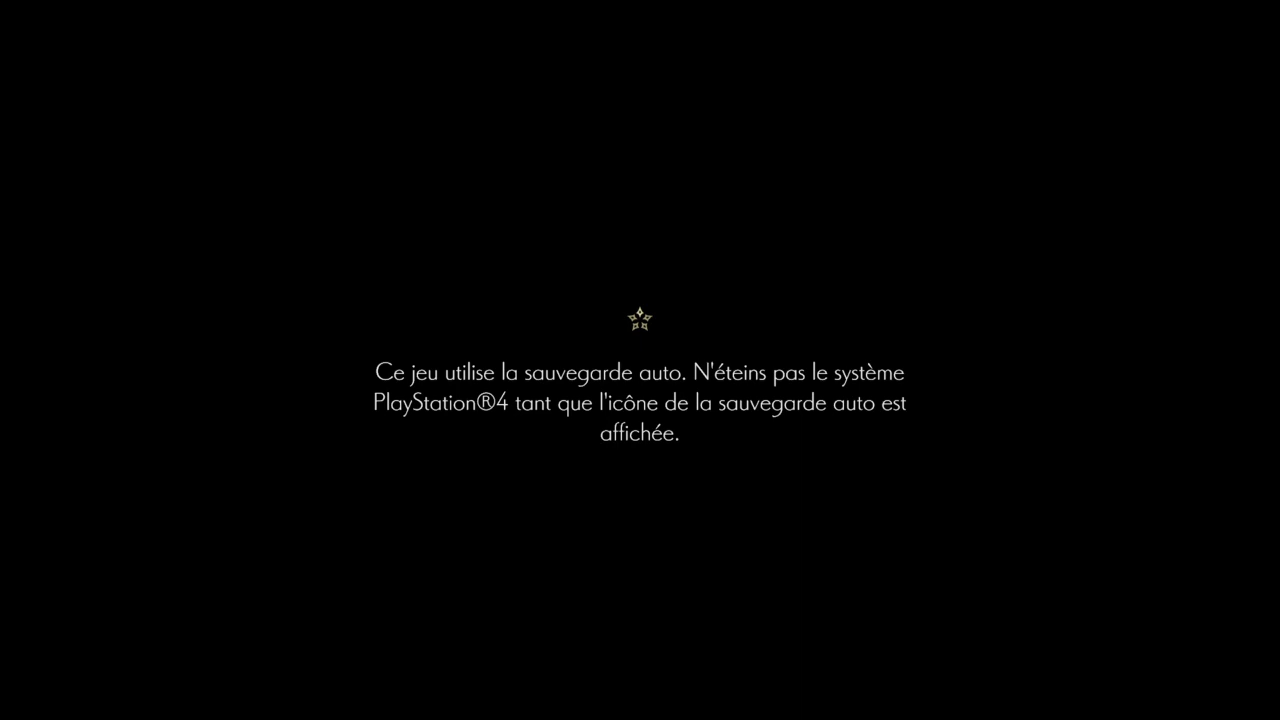 Ce jeu utilise la sauvegarde auto. N'éteins pas le système
PlayStation®4 tant que l'icône de la sauvegarde auto est
affichée.